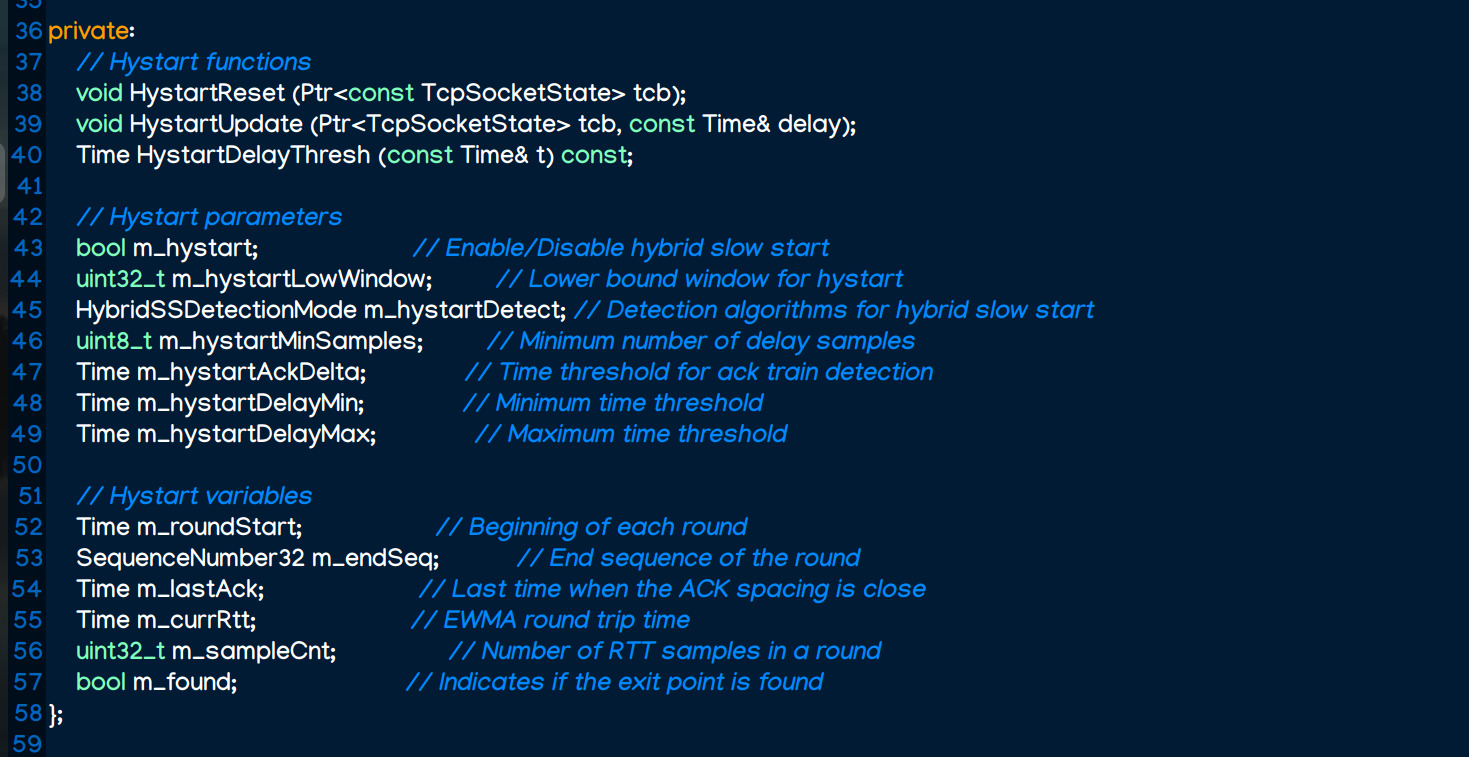 35
36 private:
37 // Hystart functions
38 void HystartReset (Ptr<const TcpSocketState> tcb);
39 void HystartUpdate (Ptr<TcpSocketState> tcb, const Time& delay);
40 Time HystartDelayThresh (const Time& t) const;
41
42 // Hystart parameters
43 bool m_hystart; // Enable/Disable hybrid slow start
44 uint32_t m_hystartLowWindow; // Lower bound window for hystart
45 HybridSSDetectionMode m_hystartDetect; // Detection algorithms for hybrid slow start
46 uint8_t m_hystartMinSamples; // Minimum number of delay samples
47 Time m_hystartAckDelta; // Time threshold for ack train detection
48 Time m_hystartDelayMin; // Minimum time threshold
49 Time m_hystartDelayMax; // Maximum time threshold
50
51 // Hystart variables
52 Time m_roundStart; // Beginning of each round
53 SequenceNumber32 m_endSeq; // End sequence of the round
54 Time m_lastAck; // Last time when the ACK spacing is close
55 Time m_currRtt; // EWMA round trip time
56 uint32_t m_sampleCnt; // Number of RTT samples in a round
57 bool m_found; // Indicates if the exit point is found
58 };
59